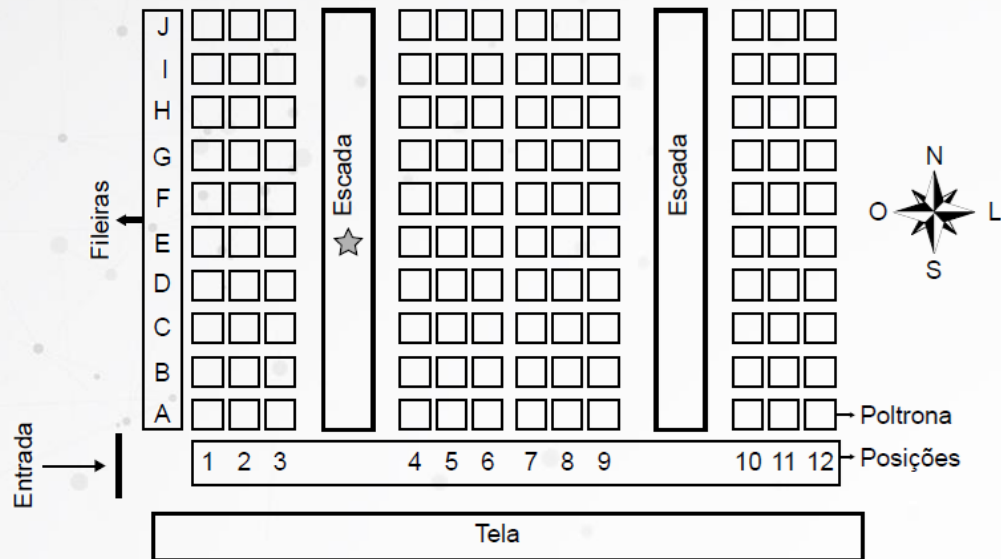 J
I
H
G
F
E
D
C
B
A
Fileiras
Entrada
Escada
Escada
N
O L
S
Poltrona
1 2 3 4 5 6 7 8 9 10 11 12
Posições
Tela